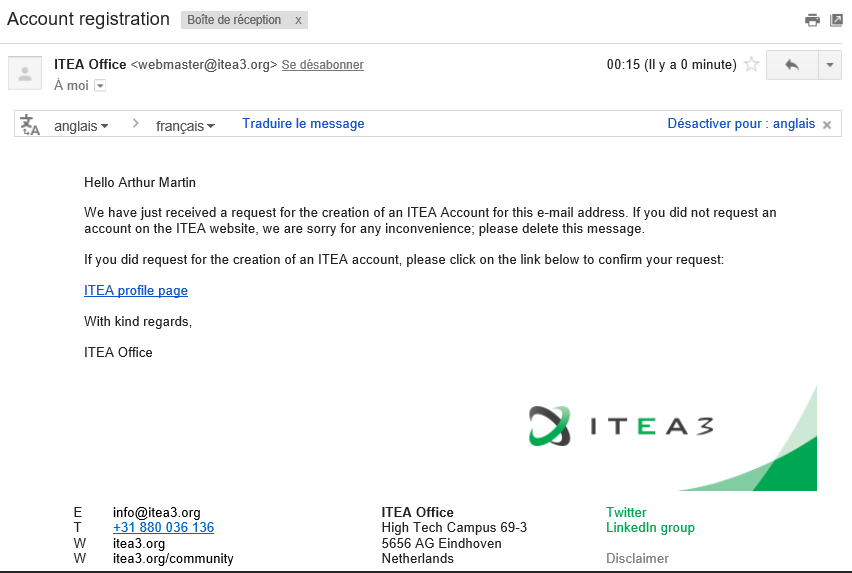 Account registration Boîte de réception x
ITEA Office <webmaster@itea3.org> Se désabonner 00:15 (Il y a 0 minute)
À moi
anglais > français Traduire le message Désactiver pour : anglais x
Hello Arthur Martin
We have just received a request for the creation of an ITEA Account for this e-mail address. If you did not request an
account on the ITEA website, we are sorry for any inconvenience; please delete this message.
If you did request for the creation of an ITEA account, please click on the link below to confirm your request:
ITEA profile page
With kind regards,
ITEA Office
ITEA3
E info@itea3.org ITEA Office Twitter
T +31 880 036 136 High Tech Campus 69-3 LinkedIn group
W itea3.org 5656 AG Eindhoven
W itea3.org/community Netherlands Disclaimer